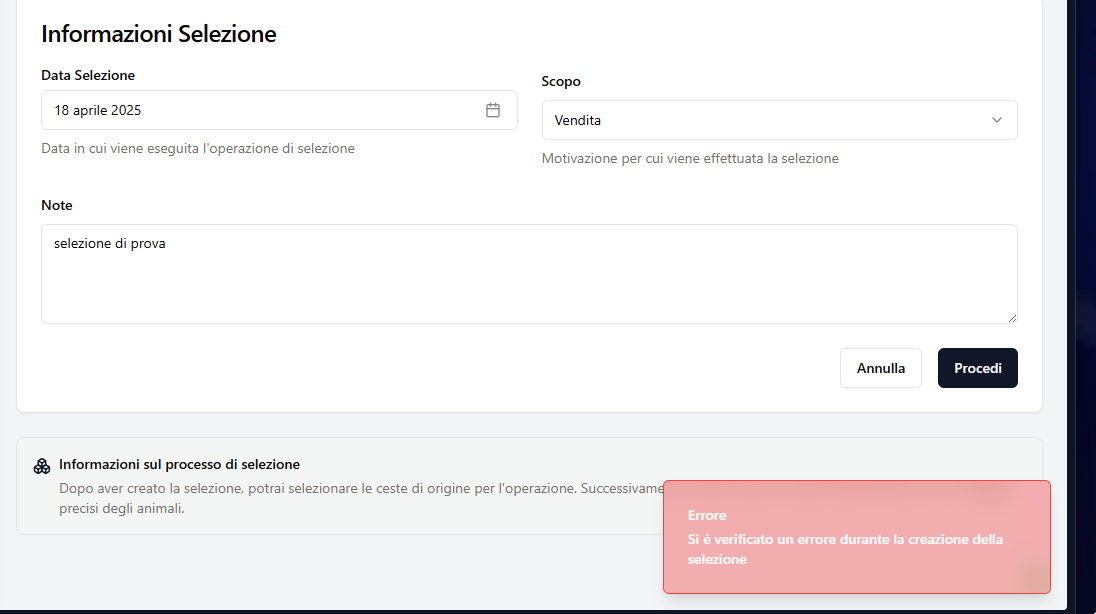 Informazioni Selezione
Data Selezione
18 aprile 2025
Data in cui viene eseguita l'operazione di selezione
Scopo
Vendita
Motivazione per cui viene effettuata la selezione
Note
selezione di prova
Annulla
Procedi
Informazioni sul processo di selezione
Dopo aver creato la selezione, potrai selezionare le ceste di origine per l'operazione.
precisi degli animali.
Errore
Si è verificato un errore durante la creazione della
selezione